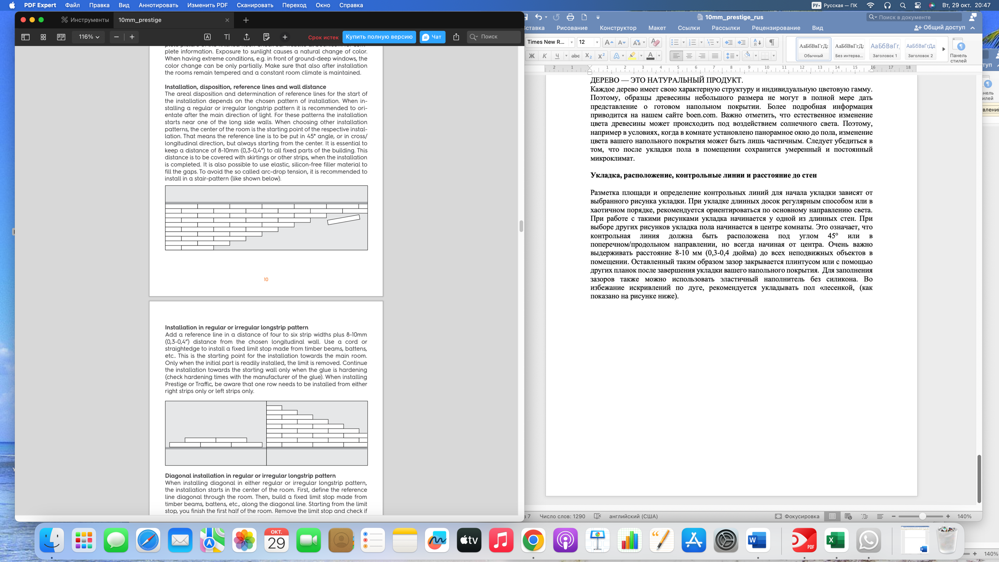 PDF Expert Файл Правка Вид Аннотировать Изменить PDF Сканировать Переход Окно Справка
РУ Русская — ПК Вт, 29 окт. 20:47
Инструменты 10mm_prestige
116% Срок истек Купить полную версию ai Чат Поиск
plete information. Exposure to sunlight causes a natural change of color.
When having extreme conditions, e.g. in front of ground-deep windows, the
color change can be only partially. Make sure that also after installation
the rooms remain tempered and a constant room climate is maintained.
Installation, disposition, reference lines and wall distance
The areal disposition and determination of reference lines for the start of
the installation depends on the chosen pattern of installation. When in-
stalling a regular or irregular longstrip pattern it is recommended to ori-
entate after the main direction of light. For these patterns the installation
starts near one of the long side walls. When choosing other installation
patterns, the center of the room is the starting point of the respective instal-
lation. That means the reference line is to be put in 45° angle, or in cross/
longitudinal direction, but always starting from the center. It is essential to
keep a distance of 8-10mm (0,3-0,4”) to all fixed parts of the building. This
distance is to be covered with skirtings or other strips, when the installation
is completed. It is also possible to use elastic, silicon-free filler material to
fill the gaps. To avoid the so called arc-drop tension, it is recommended to
install in a stair-pattern (like shown below).
10
Installation in regular or irregular longstrip pattern
Add a reference line in a distance of four to six strip widths plus 8-10mm
(0,3-0,4”) distance from the chosen longitudinal wall. Use a cord or
straightedge to install a fixed limit stop made from timber beams, battens,
etc.. This is the starting point for the installation towards the main room.
Only when the initial part is readily installed, the limit is removed. Continue
the installation towards the starting wall only when the glue is hardening
(check hardening times with the manufacturer of the glue). When installing
Prestige or Traffic, be aware that one row needs to be installed from either
right strips only or left strips only.
Diagonal installation in regular or irregular longstrip pattern
When installing diagonal in either regular or irregular longstrip pattern,
the installation starts in the center of the room. First, define the reference
line diagonal through the room. Then, build a fixed limit stop made from
timber beams, battens, etc., along the diagonal line. Starting from the limit
stop, you finish the first half of the room. Remove the limit stop and check if
10mm_prestige_rus Поиск в документе
ставка Рисование Конструктор Макет Ссылки Рассылки Рецензирование Вид Общий доступ
Times New R... 12
Ж К Ч abc X2 X2 A A
АаБбВвГгДд АаБбВвГгДд АаБбВвГг АаБбВвГгДд
Обычный Без интерва... Заголовок 1 Заголовок 2 Панель стилей
2 1 1 2 3 4 5 6 7 8 9 10 11 12 13 14 15 16 17 18
ДЕРЕВО — ЭТО НАТУРАЛЬНЫЙ ПРОДУКТ.
Каждое дерево имеет свою характерную структуру и индивидуальную цветовую гамму.
Поэтому, образцы древесины небольшого размера не могут в полной мере дать
представление о готовом напольном покрытии. Более подробная информация
приводится на нашем сайте boen.com. Важно отметить, что естественное изменение
цвета древесины может происходить под воздействием солнечного света. Поэтому,
например в условиях, когда в комнате установлено панорамное окно до пола, изменение
цвета вашего напольного покрытия может быть лишь частичным. Следует убедиться в
том, что после укладки пола в помещении сохранится умеренный и постоянный
микроклимат.
Укладка, расположение, контрольные линии и расстояние до стен
Разметка площади и определение контрольных линий для начала укладки зависят от
выбранного рисунка укладки. При укладке длинных досок регулярным способом или в
хаотичном порядке, рекомендуется ориентироваться по основному направлению света.
При работе с такими рисунками укладка начинается у одной из длинных стен. При
выборе других рисунков укладка пола начинается в центре комнаты. Это означает, что
контрольная линия должна быть расположена под углом 45° или в
поперечном/продольном направлении, но всегда начиная от центра. Очень важно
выдерживать расстояние 8-10 мм (0,3-0,4 дюйма) до всех неподвижных объектов в
помещении. Оставленный таким образом зазор закрывается плинтусом или с помощью
других планок после завершения укладки вашего напольного покрытия. Для заполнения
зазоров также можно использовать эластичный наполнитель без силикона. Во
избежание искривлений по дуге, рекомендуется укладывать пол «лесенкой, (как
показано на рисунке ниже).
з 7 Число слов: 1290 английский (США) Фокусировка 140%
ОКТ.
29
tv
W
PDF
X
140%